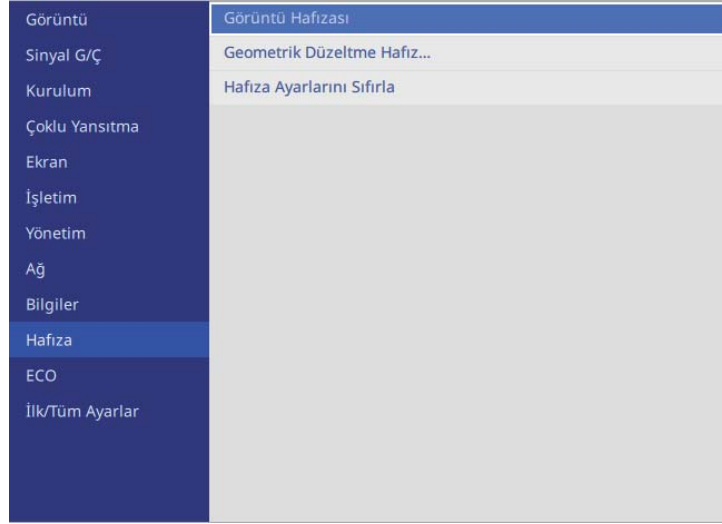 Görüntü
Sinyal G/Ç
Kurulum
Çoklu Yansıtma
Ekran
İşletim
Yönetim
Ağ
Bilgiler
Hafıza
ECO
İlk/Tüm Ayarlar
Görüntü Hafızası
Geometrik Düzeltme Hafız...
Hafıza Ayarlarını Sıfırla